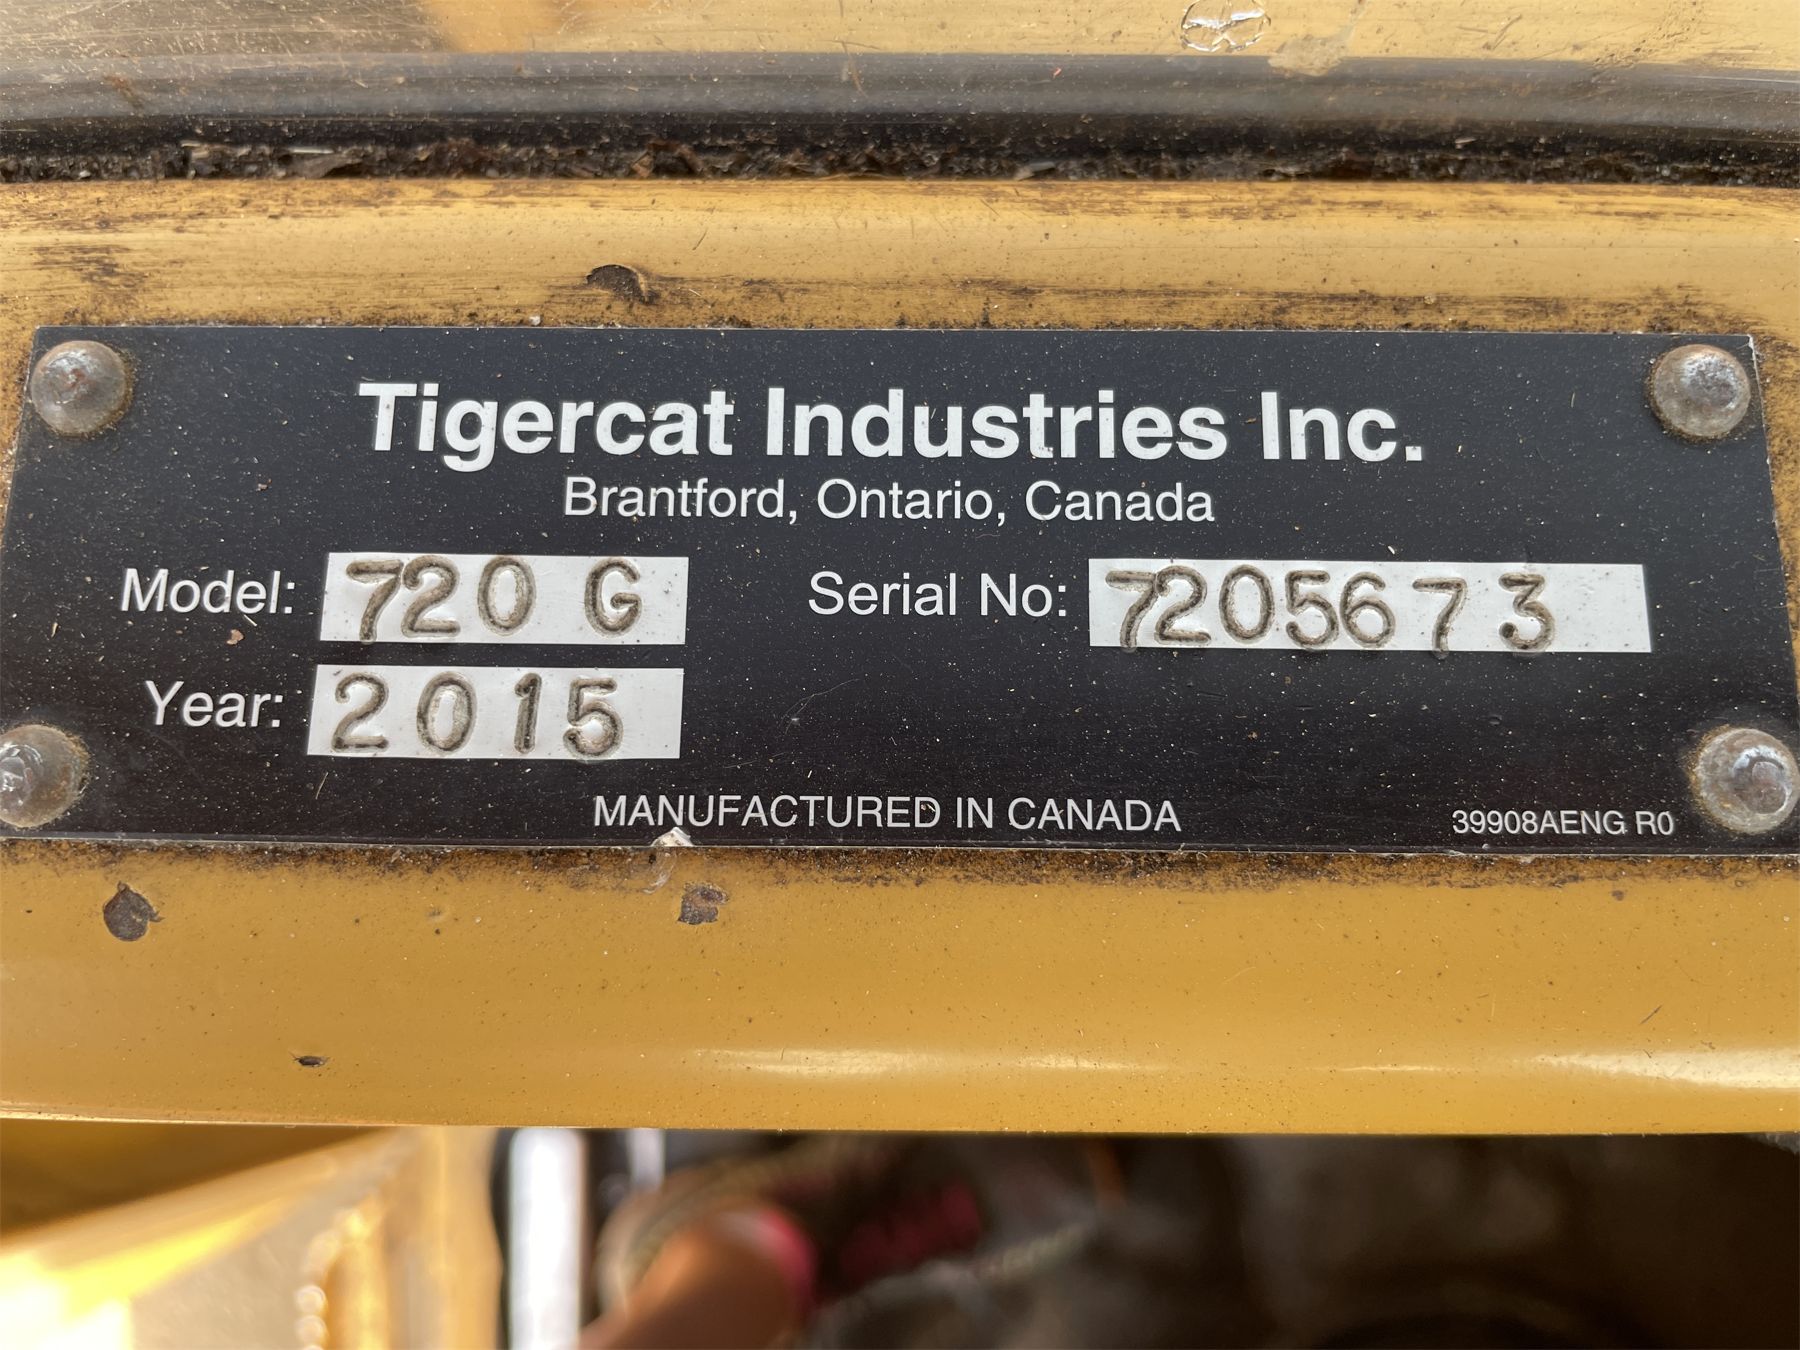 Tigercat Industries Inc.
Brantford, Ontario, Canada
Model: 720 G Serial No: 7205673
Year: 2015
MANUFACTURED IN CANADA 39908AENG R0